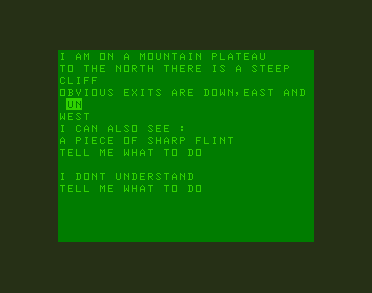 I AM ON A MOUNTAIN PLATEAU
TO THE NORTH THERE IS A STEEP
CLIFF
OBVIOUS EXITS ARE DOWN,EAST AND
UN
WEST
I CAN ALSO SEE :
A PIECE OF SHARP FLINT
TELL ME WHAT TO DO
I DONT UNDERSTAND
TELL ME WHAT TO DO